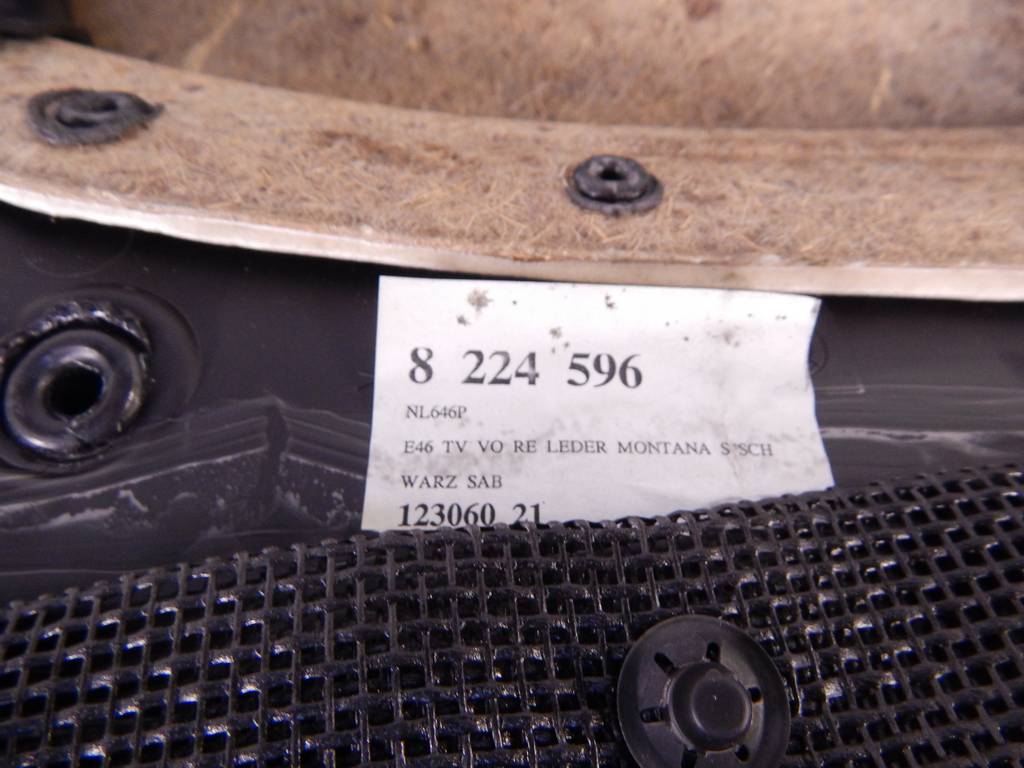 8 224 596
NL646P
E46 TV VO RE LEDER MONTANA S*SCH
WARZ SAB
123060 21